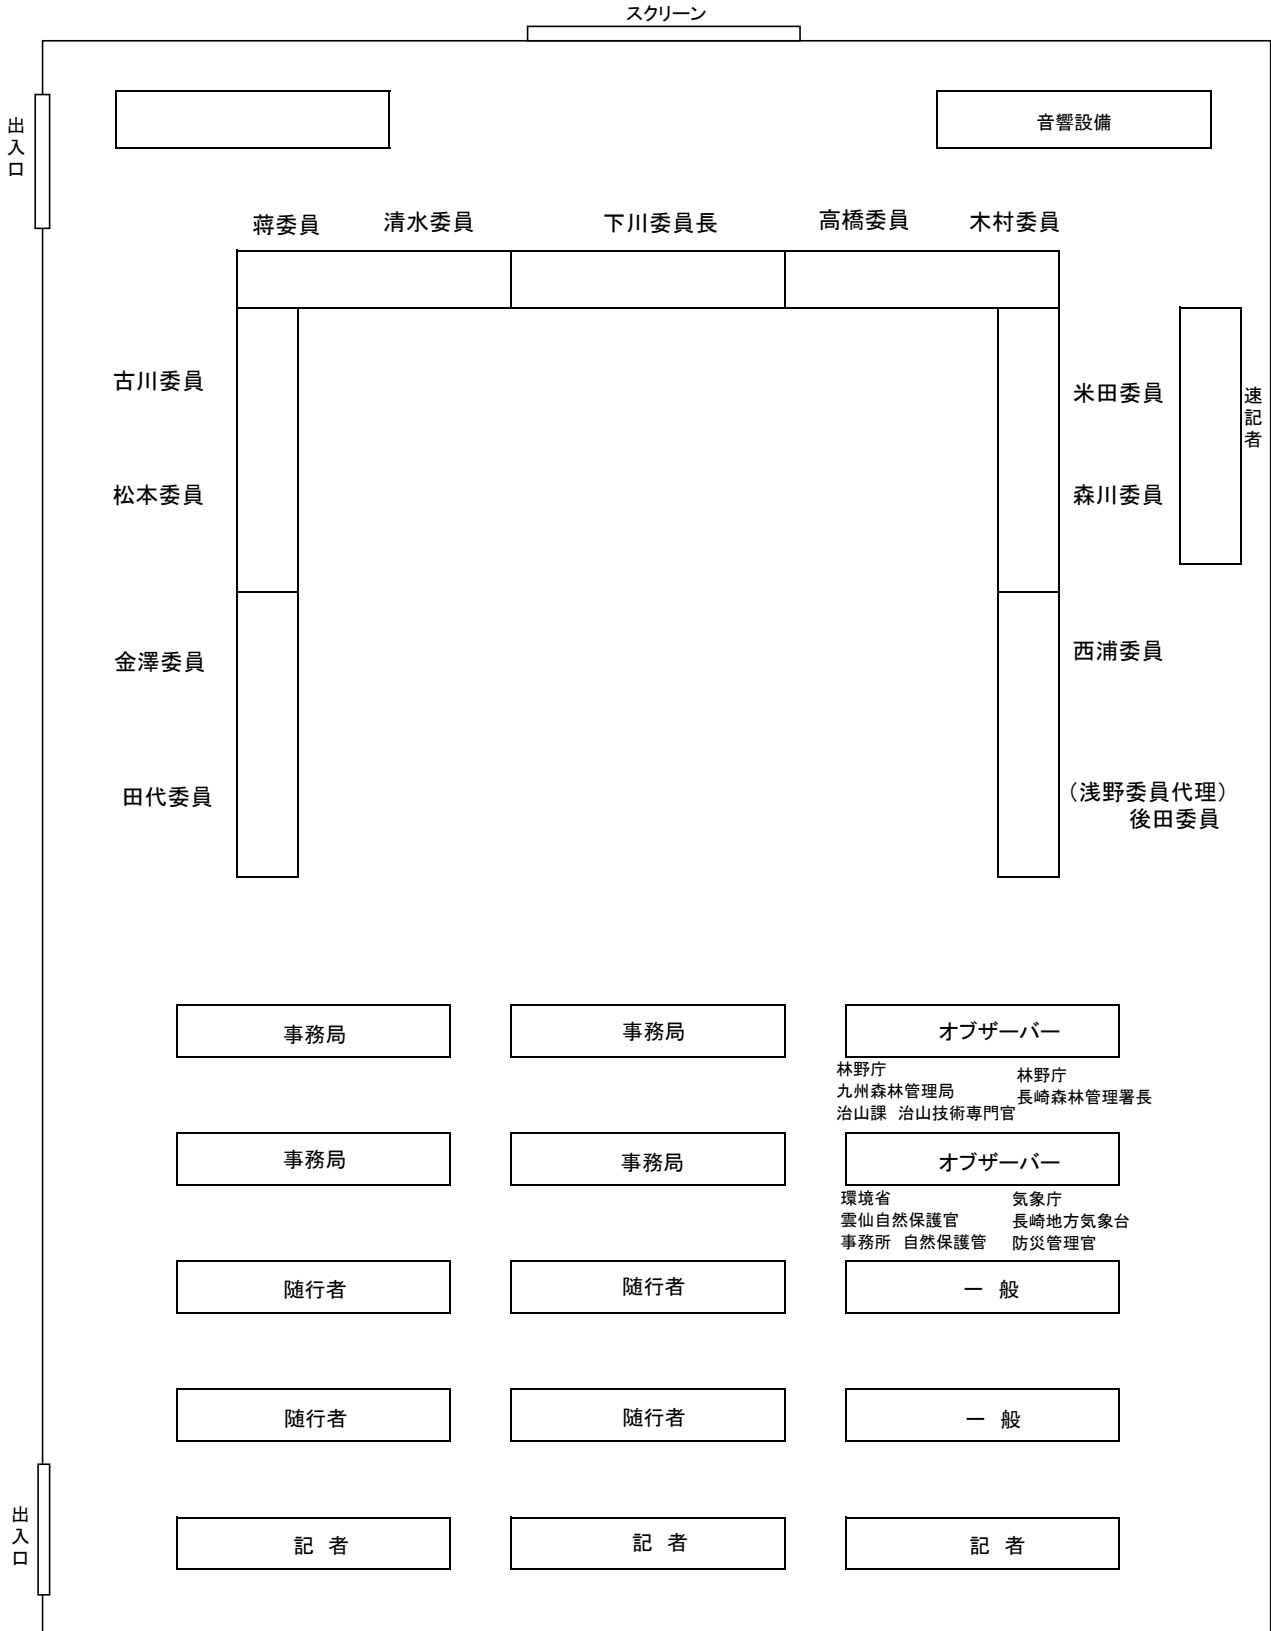 スクリーン
出入口
音響設備
蒋委員
清水委員
下川委員長
高橋委員
木村委員
古川委員
米田委員
速記者
松本委員
森川委員
金澤委員
西浦委員
田代委員
(浅野委員代理)
後田委員
事務局
事務局
オブザーバー
林野庁
九州森林管理局
治山課 治山技術専門官
林野庁
長崎森林管理署長
事務局
事務局
オブザーバー
環境省
雲仙自然保護官
事務所 自然保護管
気象庁
長崎地方気象台
防災管理官
随行者
随行者
一 般
随行者
随行者
一 般
出入口
記 者
記 者
記 者